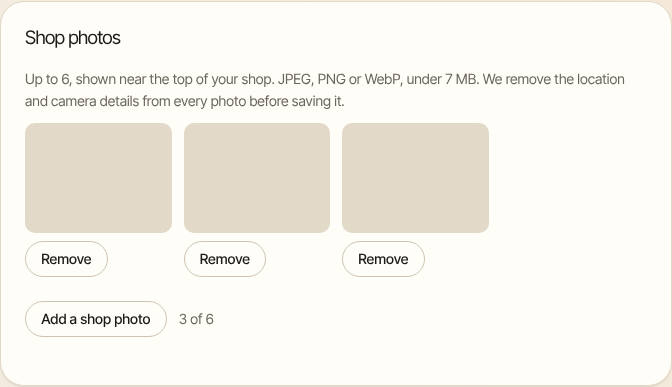 Shop photos
Up to 6, shown near the top of your shop. JPEG, PNG or WebP, under 7 MB. We remove the location
and camera details from every photo before saving it.
Remove
Remove
Remove
Add a shop photo
3 of 6